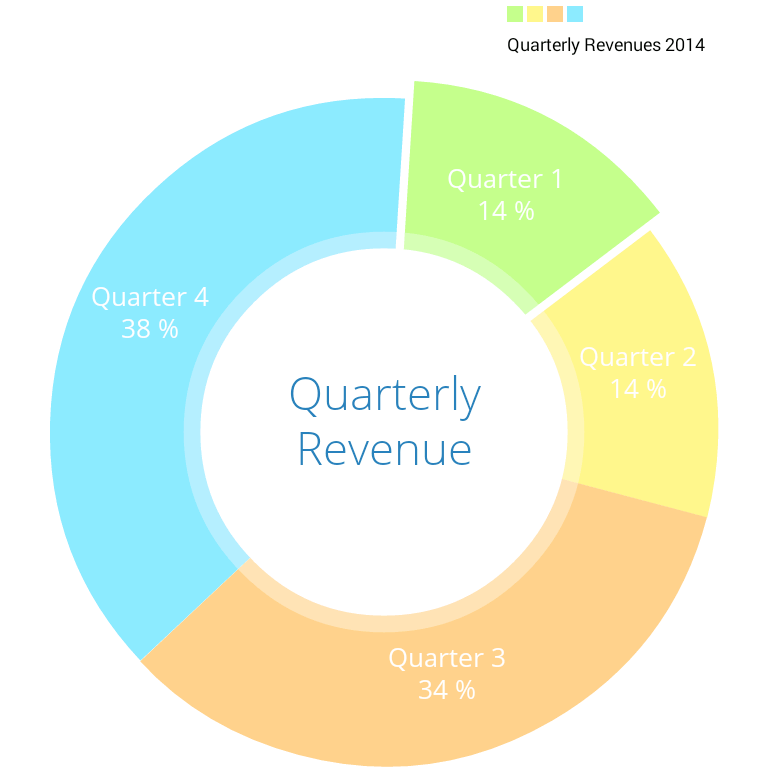 Quarterly Revenues 2014
Quarter 1
14 %
Quarter 4
38 %
Quarter 2
14 %
Quarterly
Revenue
Quarter 3
34 %